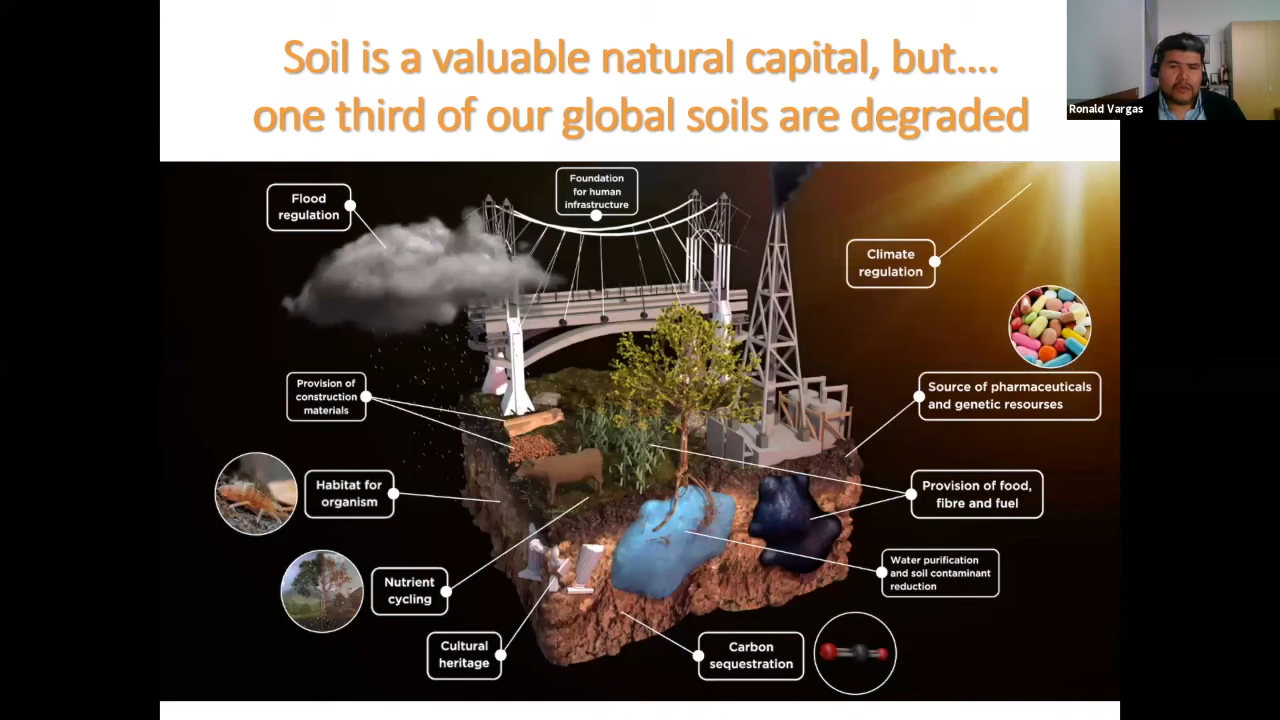 Soil is a valuable natural capital, but....
one third of our global soils are degraded
Ronald Vargas
Flood
regulation
Foundation
for human
infrastructure
Climate
regulation
Provision of
construction
materials
Source of pharmaceuticals
and genetic resourses
Habitat for
organism
Provision of food,
fibre and fuel
Water purification
and soil contaminant
reduction
Nutrient
cycling
Cultural
heritage
Carbon
sequestration